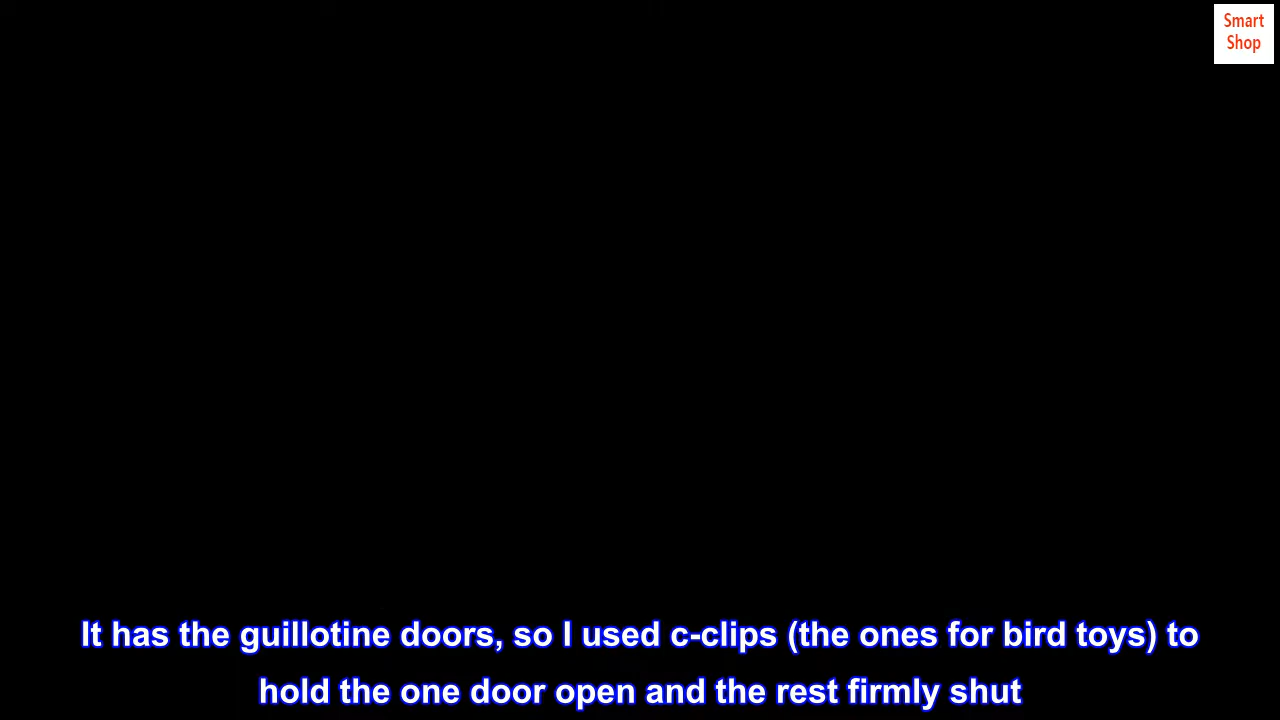 Smart
Shop
It has the guillotine doors, so I used c-clips (the ones for bird toys) to
hold the one door open and the rest firmly shut